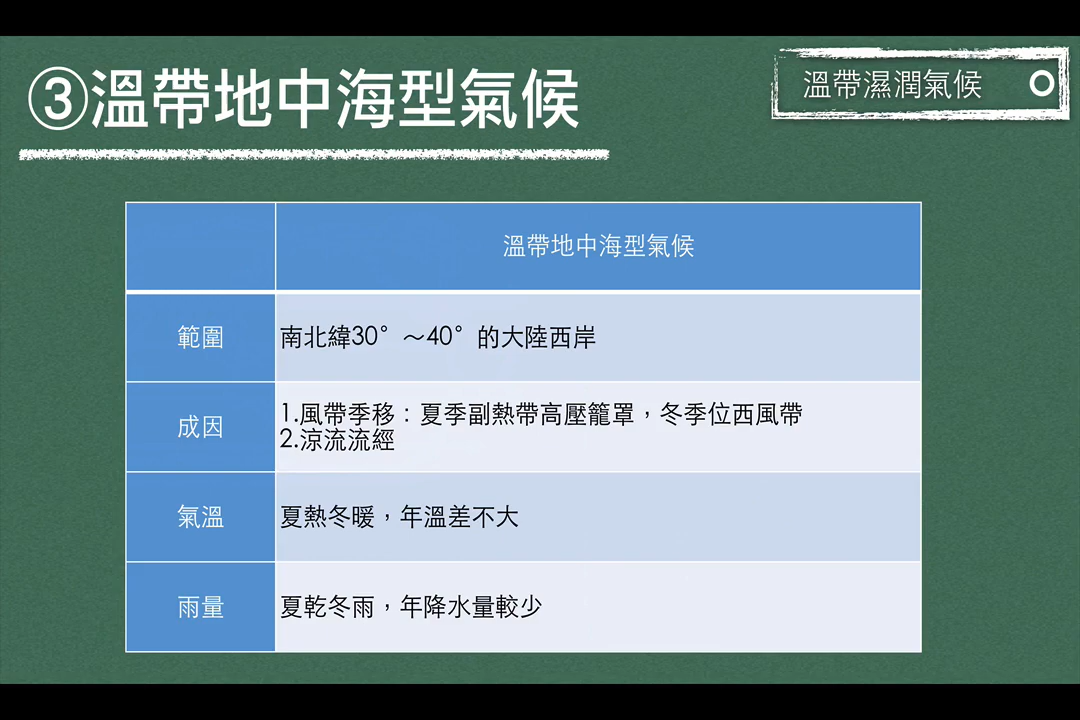 ③溫帶地中海型氣候
溫帶濕潤氣候
溫帶地中海型氣候
範圍
南北緯30°～40°的大陸西岸
成因
1.風帶季移：夏季副熱帶高壓籠罩，冬季位西風帶
2.涼流流經
氣溫
夏熱冬暖，年溫差不大
雨量
夏乾冬雨，年降水量較少